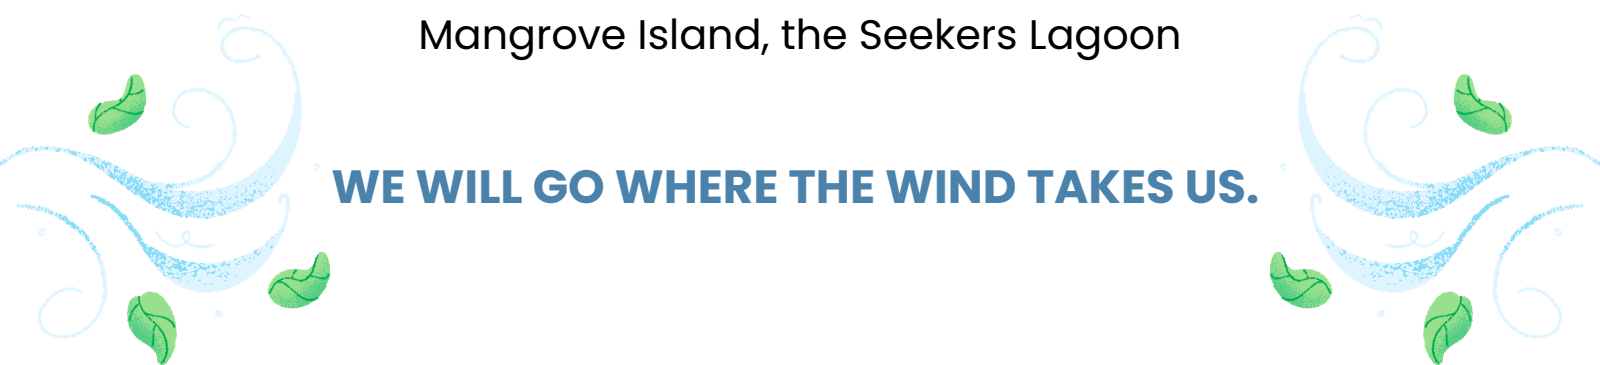 Mangrove Island, the Seekers Lagoon
WE WILL GO WHERE THE WIND TAKES US.